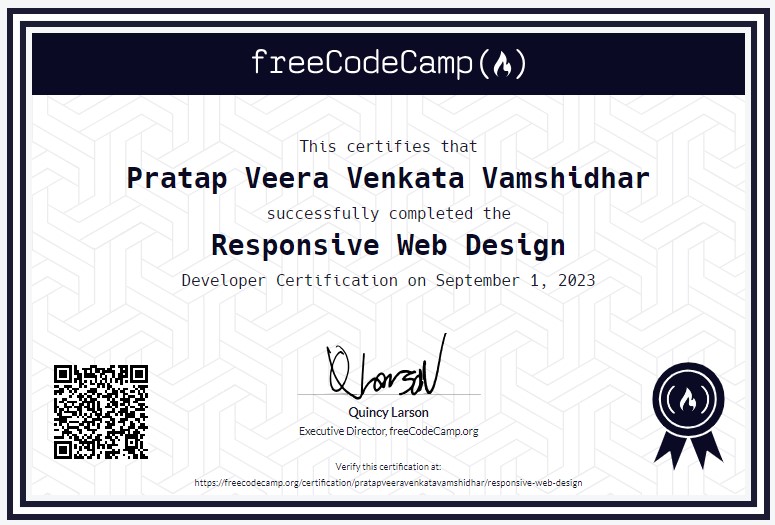 freeCodeCamp(🔥)
This certifies that
Pratap Veera Venkata Vamshidhar
successfully completed the
Responsive Web Design
Developer Certification on September 1, 2023
Quincy Larson
Executive Director, freeCodeCamp.org
Verify this certification at:
https://freecodecamp.org/certification/pratapveeravenkatavamshidhar/responsive-web-design